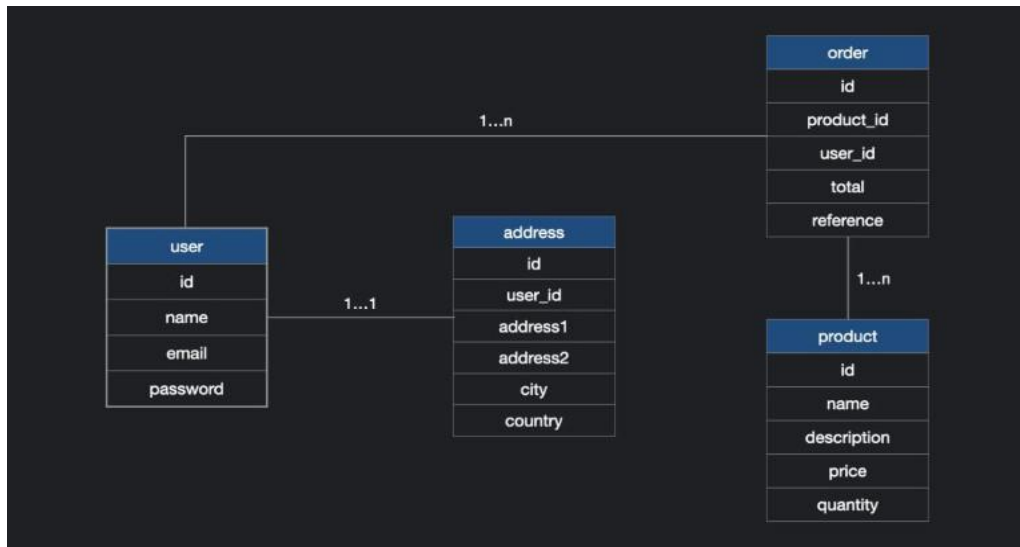 order
id
product_id
user_id
total
reference
1...n
user
id
name
email
password
1...1
address
id
user_id
address1
address2
city
country
1...n
product
id
name
description
price
quantity